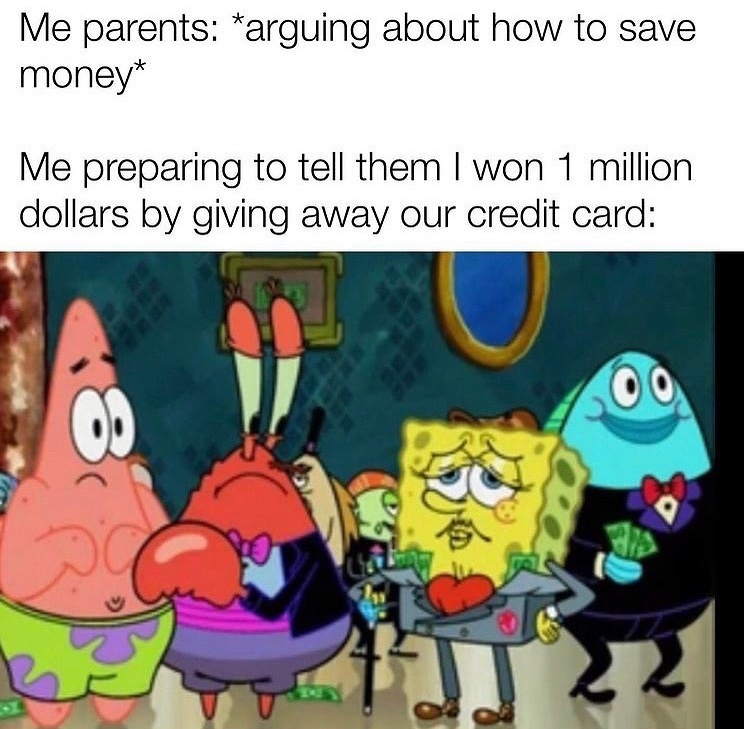 Me parents: *arguing about how to save
money*
Me preparing to tell them I won 1 million
dollars by giving away our credit card: